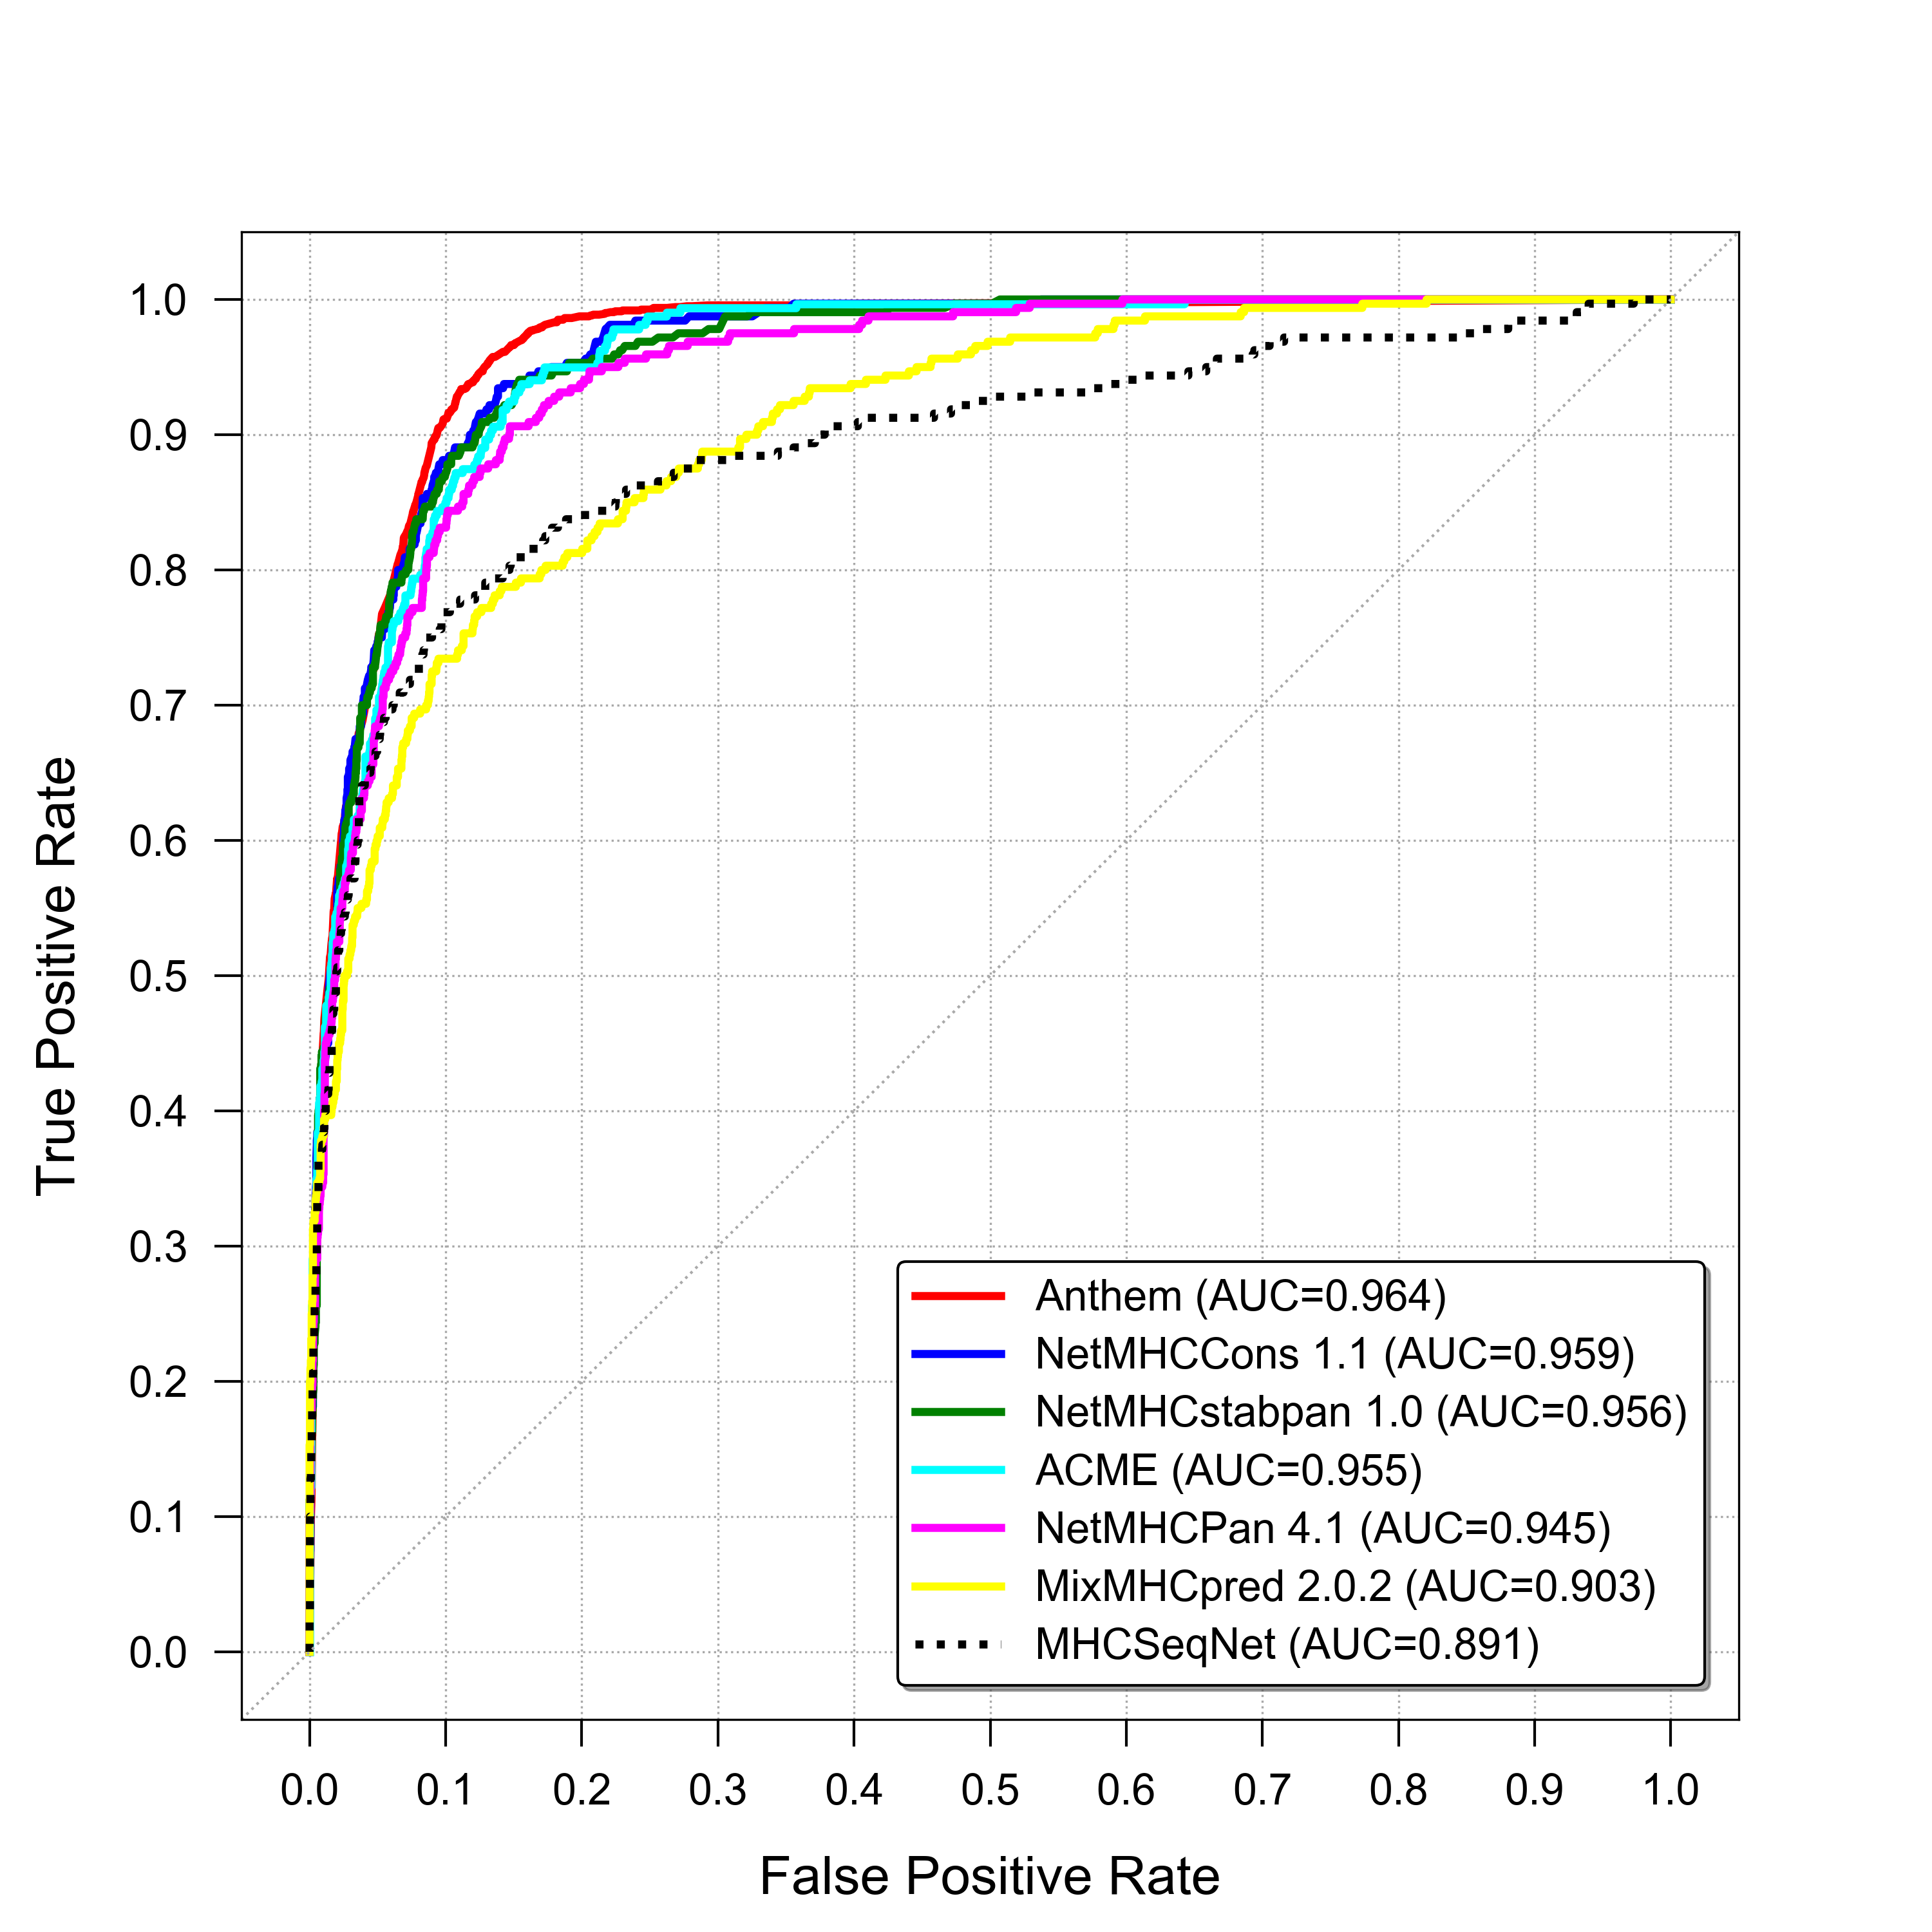 True Positive Rate
1.0
0.9
0.8
0.7
0.6
0.5
0.4
0.3
0.2
0.1
0.0
Anthem (AUC=0.964)
NetMHCCons 1.1 (AUC=0.959)
NetMHCstabpan 1.0 (AUC=0.956)
ACME (AUC=0.955)
NetMHCPan 4.1 (AUC=0.945)
MixMHCpred 2.0.2 (AUC=0.903)
MHCSeqNet (AUC=0.891)
0.0 0.1 0.2 0.3 0.4 0.5 0.6 0.7 0.8 0.9 1.0
False Positive Rate